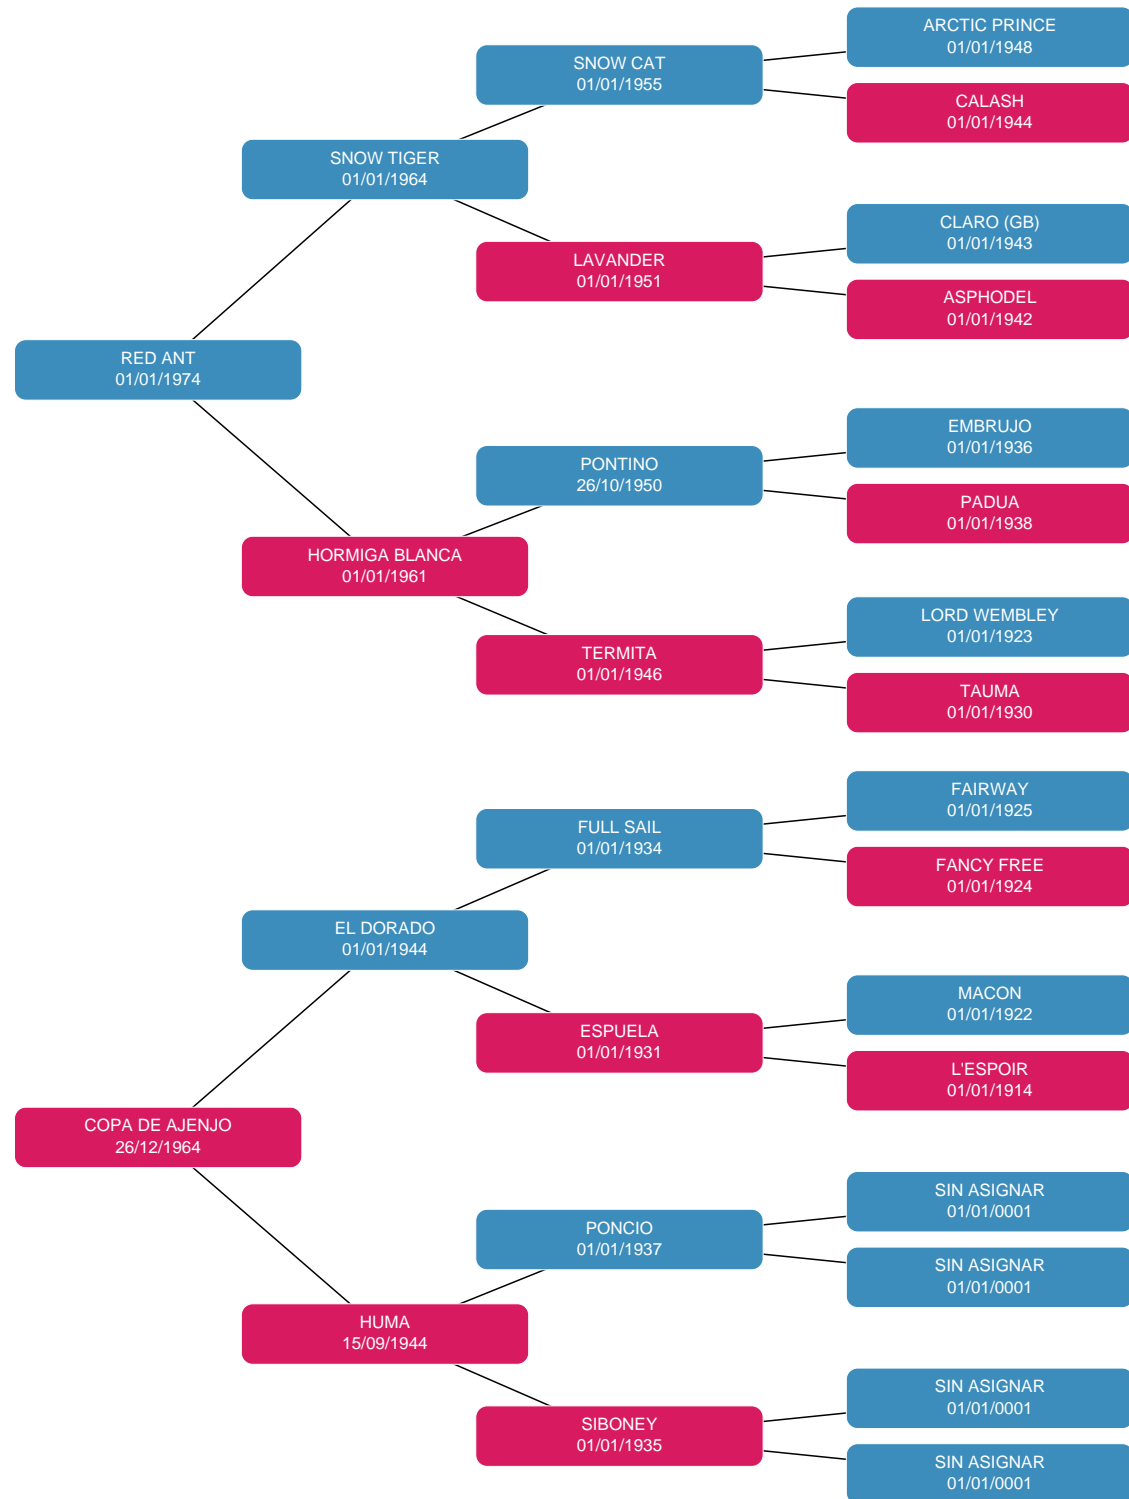 ARCTIC PRINCE
01/01/1948
SNOW CAT
01/01/1955
CALASH
01/01/1944
SNOW TIGER
01/01/1964
CLARO (GB)
01/01/1943
LAVANDER
01/01/1951
ASPHODEL
01/01/1942
RED ANT
01/01/1974
EMBRUJO
01/01/1936
PONTINO
26/10/1950
PADUA
01/01/1938
HORMIGA BLANCA
01/01/1961
LORD WEMBLEY
01/01/1923
TERMITA
01/01/1946
TAUMA
01/01/1930
FAIRWAY
01/01/1925
FULL SAIL
01/01/1934
FANCY FREE
01/01/1924
EL DORADO
01/01/1944
MACON
01/01/1922
ESPUELA
01/01/1931
L'ESPOIR
01/01/1914
COPA DE AJENJO
26/12/1964
SIN ASIGNAR
01/01/0001
PONCIO
01/01/1937
SIN ASIGNAR
01/01/0001
HUMA
15/09/1944
SIN ASIGNAR
01/01/0001
SIBONEY
01/01/1935
SIN ASIGNAR
01/01/0001